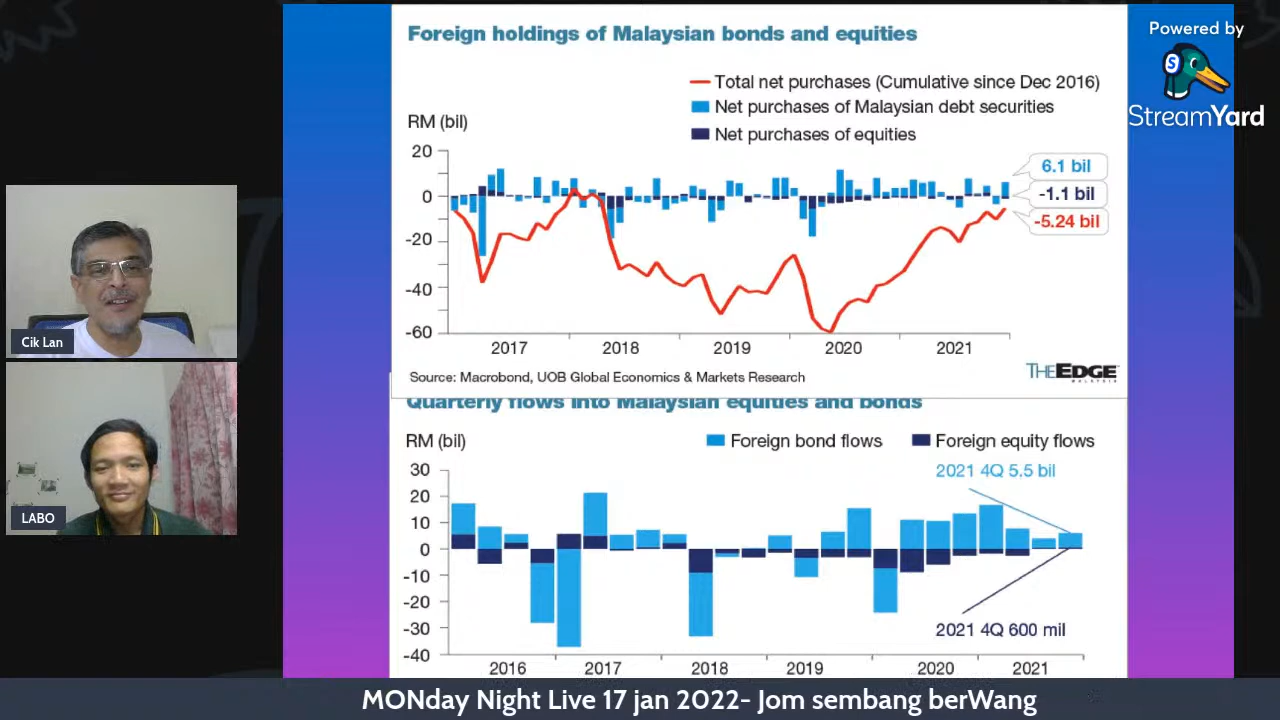 Foreign holdings of Malaysian bonds and equities
Powered by
StreamYard
Total net purchases (Cumulative since Dec 2016)
Net purchases of Malaysian debt securities
Net purchases of equities
RM (bil)
20
0
-20
-40
-60
6.1 bil
-1.1 bil
-5.24 bil
2017
2018
2019
2020
2021
Source: Macrobond, UOB Global Economics & Markets Research
THEEDGE
MALAYSIA
Quarterly flows into Malaysian equities and bonds
RM (bil)
Foreign bond flows
Foreign equity flows
2021 4Q 5.5 bil
30
20
10
0
-10
-20
-30
-40
2021 4Q 600 mil
2016
2017
2018
2019
2020
2021
Cik Lan
LABO
MONday Night Live 17 jan 2022- Jom sembang berWang